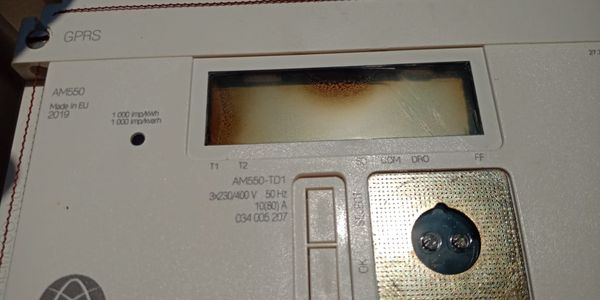 GPRS
AM550
Made In EU
2019
1 000 imp/kWh
1 000 imp/kvarh
T1 T2 COM DRO FF
AM550-TD1
3x230/400 V 50 Hz
10(80) A
034 005 207
OK